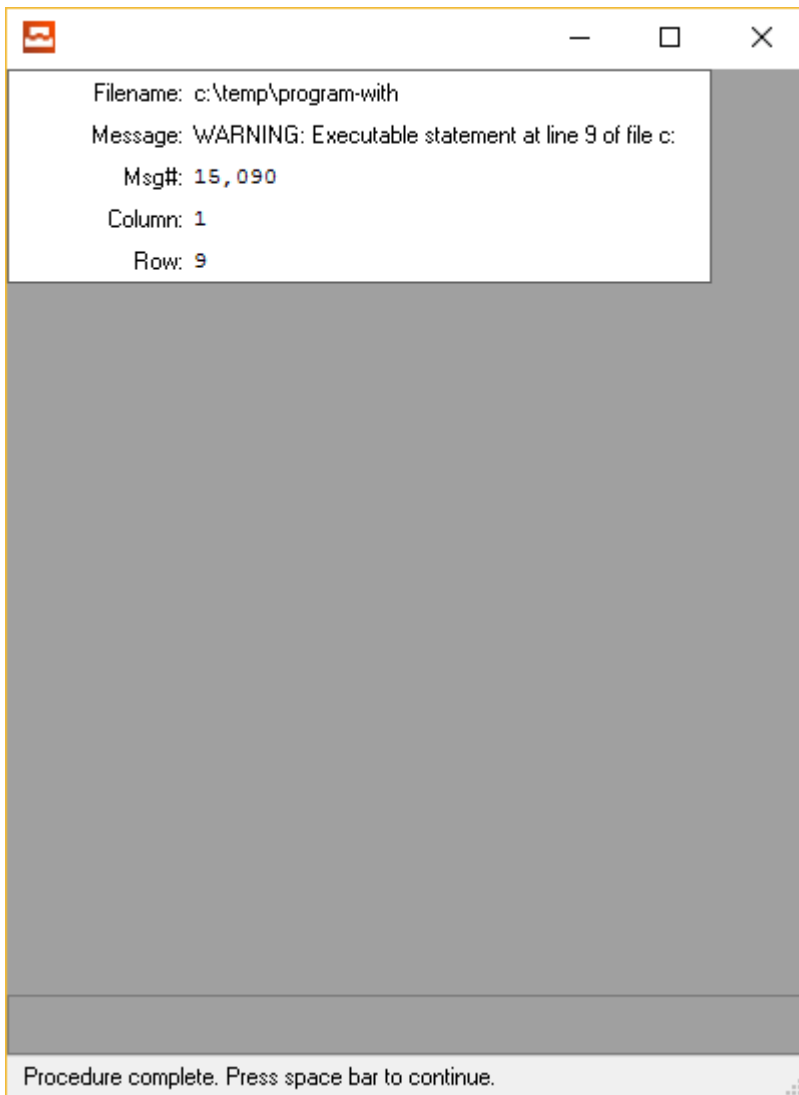 Filename: c:\temp\program-with
Message: WARNING: Executable statement at line 9 of file c:
Msg#: 15,090
Column: 1
Row: 9
Procedure complete. Press space bar to continue.